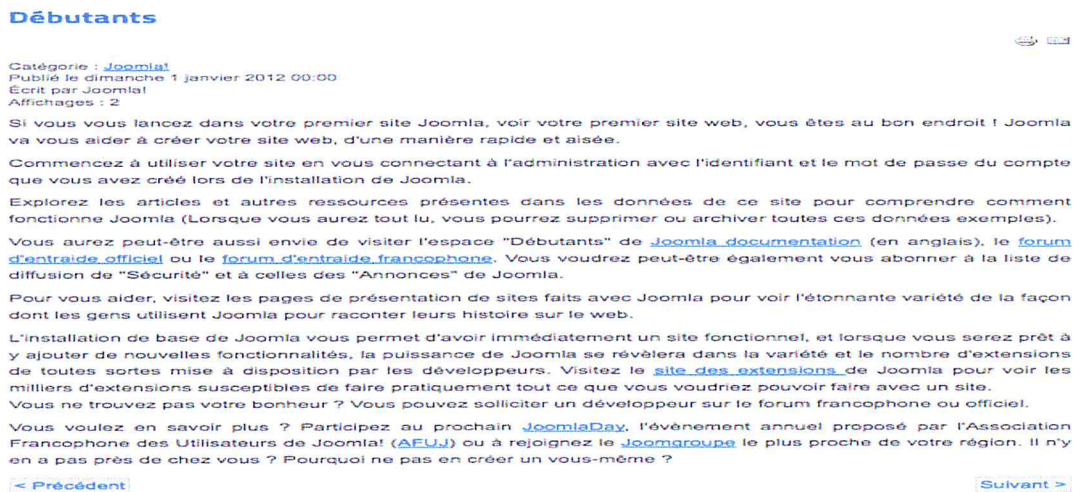 Débutants
Catégorie : Joomla!
Publié le dimanche 1 janvier 2012 00:00
Écrit par Joomla!
Affichages : 2
Si vous vous lancez dans votre premier site Joomla, voir votre premier site web, vous êtes au bon endroit ! Joomla
va vous aider à créer votre site web, d'une manière rapide et aisée.
Commencez à utiliser votre site en vous connectant à l'administration avec l'identifiant et le mot de passe du compte
que vous avez créé lors de l'installation de Joomla.
Explorez les articles et autres ressources présentes dans les données de ce site pour comprendre comment
fonctionne Joomla (Lorsque vous aurez tout lu, vous pourrez supprimer ou archiver toutes ces données exemples).
Vous aurez peut-être aussi envie de visiter l'espace "Débutants" de Joomla documentation (en anglais), le forum
d'entraide officiel ou le forum d'entraide francophone. Vous voudrez peut-être également vous abonner à la liste de
diffusion de "Sécurité" et à celles des "Annonces" de Joomla.
Pour vous aider, visitez les pages de présentation de sites faits avec Joomla pour voir l'étonnante variété de la façon
dont les gens utilisent Joomla pour raconter leurs histoire sur le web.
L'installation de base de Joomla vous permet d'avoir immédiatement un site fonctionnel, et lorsque vous serez prêt à
y ajouter de nouvelles fonctionnalités, la puissance de Joomla se révèlera dans la variété et le nombre d'extensions
de toutes sortes mise à disposition par les développeurs. Visitez le site des extensions de Joomla pour voir les
milliers d'extensions susceptibles de faire pratiquement tout ce que vous voudriez pouvoir faire avec un site.
Vous ne trouvez pas votre bonheur ? Vous pouvez solliciter un développeur sur le forum francophone ou officiel.
Vous voulez en savoir plus ? Participez au prochain JoomlaDay, l'évènement annuel proposé par l'Association
Francophone des Utilisateurs de Joomla! (AFUJ) ou à rejoignez le Joomgroupe le plus proche de votre région. Il n'y
en a pas près de chez vous ? Pourquoi ne pas en créer un vous-même ?
< Précédent
Suivant >